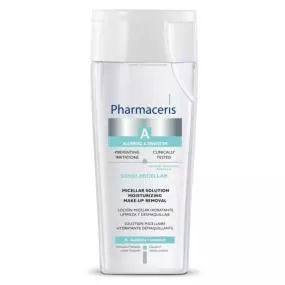 Pharmaceris
A
ALLERGIC & SENSITIVE
PREVENTIVE IRRITATIONS
CLINICALLY TESTED
SENSI-MICELLAR
MICELLAR SOLUTION
MOISTURIZING
MAKE-UP REMOVAL
LOCIÓN MICELAR HIDRATANTE.
LIMPIEZA Y DESMAQUILLAJE
SOLUTION MICELLAIRE
HYDRATANTE DÉMAQUILLANTE